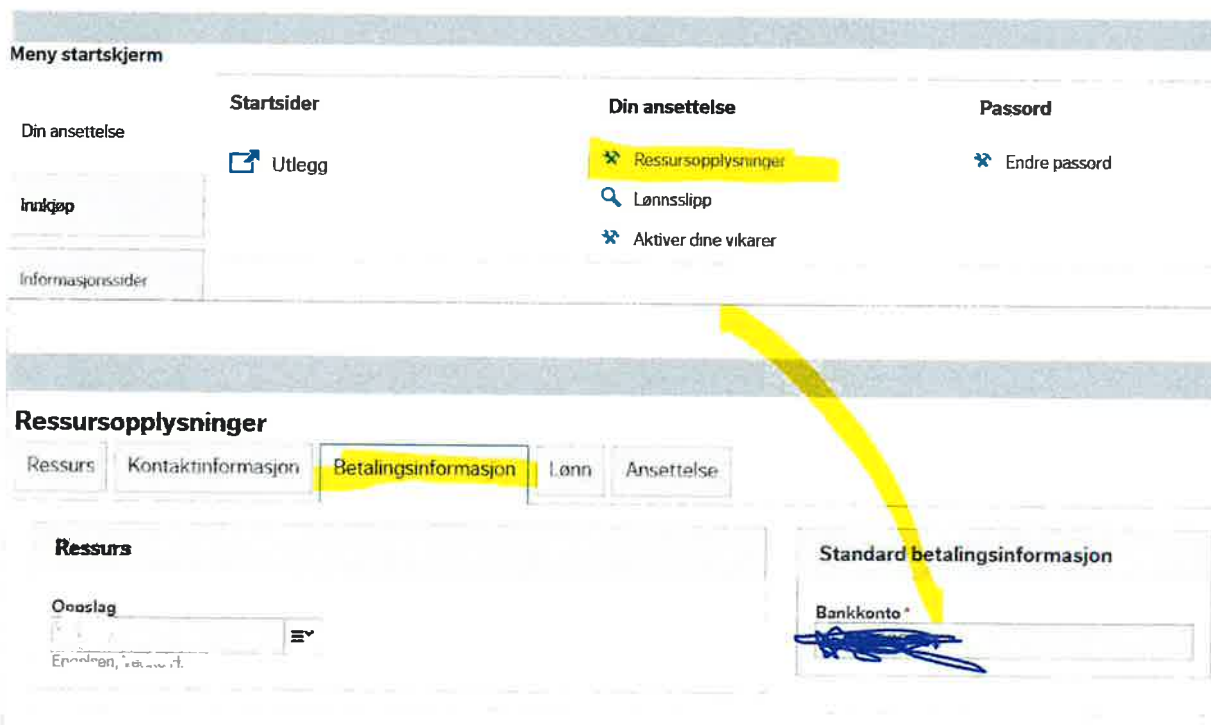 Meny startskjerm
Din ansettelse
Innkjøp
Informasjonssider
Startsider
Utlegg
Din ansettelse
Ressursopplysninger
Lønnsslipp
Aktiver dine vikarer
Passord
Endre passord
Ressursopplysninger
Ressurs
Kontaktinformasjon
Betalingsinformasjon
Lønn
Ansettelse
Ressurs
Oppslag
Standard betalingsinformasjon
Bankkonto *